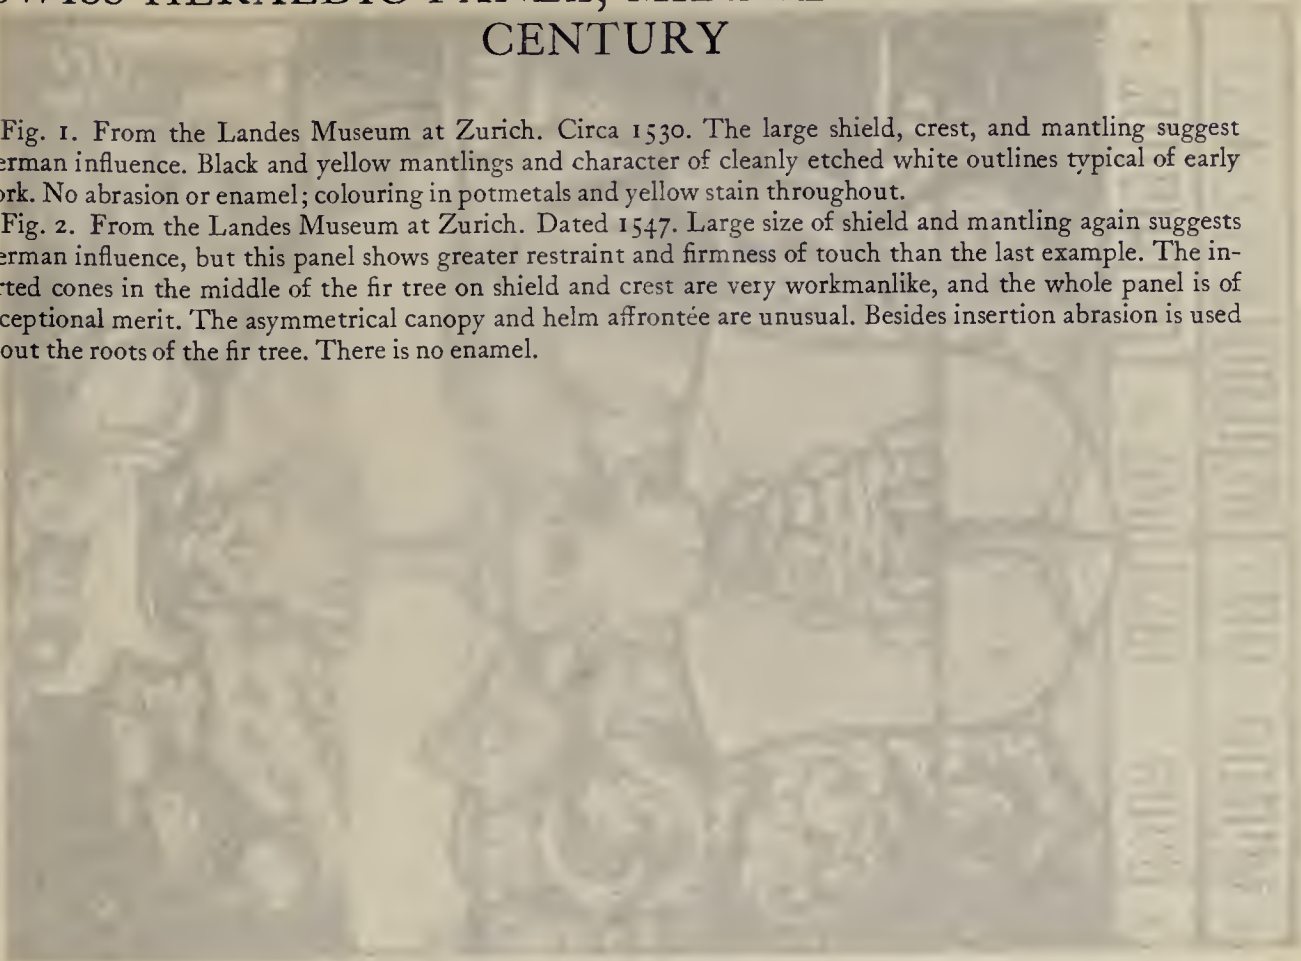 CENTURY
Fig. 1. From the Landes Museum at Zurich. Circa 1530. The large shield, crest, and mantling suggest
erman influence. Black and yellow mantlings and character of cleanly etched white outlines typical of early
ork. No abrasion or enamel; colouring in potmetals and yellow stain throughout.
Fig. 2. From the Landes Museum at Zurich. Dated 1547. Large size of shield and mantling again suggests
erman influence, but this panel shows greater restraint and firmness of touch than the last example. The in-
rted cones in the middle of the fir tree on shield and crest are very workmanlike, and the whole panel is of
ceptional merit. The asymmetrical canopy and helm affrontée are unusual. Besides insertion abrasion is used
out the roots of the fir tree. There is no enamel.